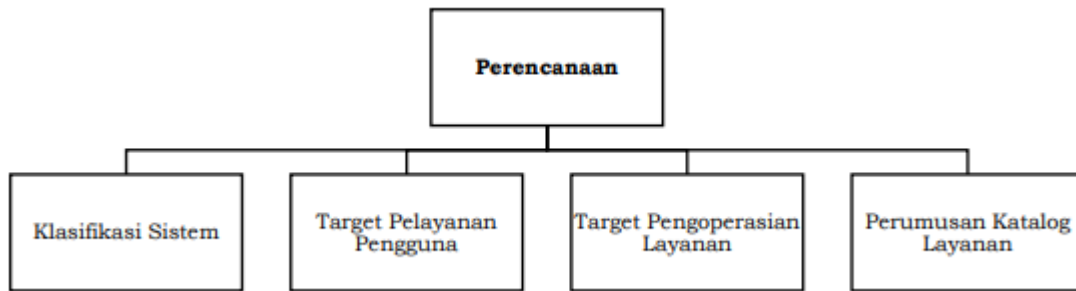 Perencanaan
Klasifikasi Sistem
Target Pelayanan
Pengguna
Target Pengoperasian
Layanan
Perumusan Katalog
Layanan